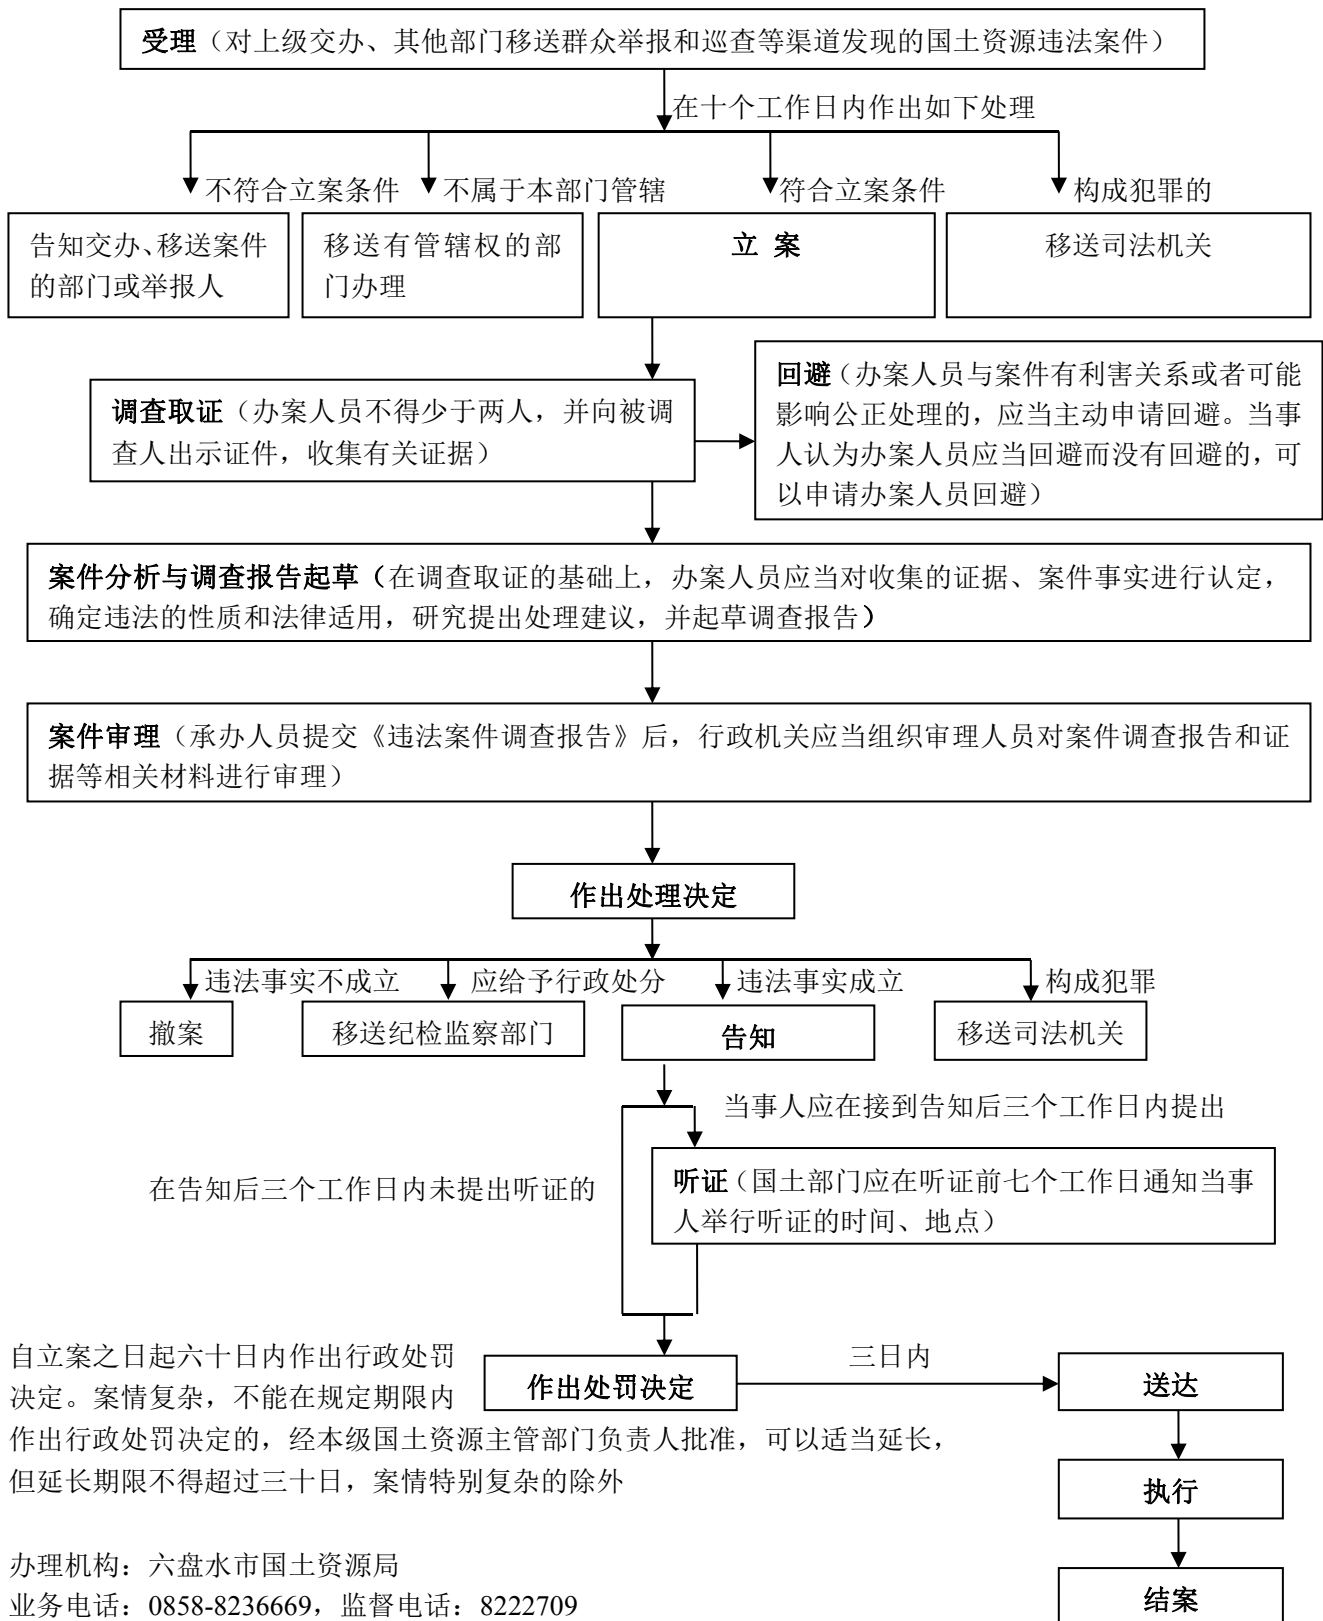 受理（对上级交办、其他部门移送群众举报和巡查等渠道发现的国土资源违法案件）
在十个工作日内作出如下处理
不符合立案条件
不属于本部门管辖
符合立案条件
构成犯罪的
告知交办、移送案件
的部门或举报人
移送有管辖权的部
门办理
立 案
移送司法机关
调查取证（办案人员不得少于两人，并向被调
查人出示证件，收集有关证据）
回避（办案人员与案件有利害关系或者可能
影响公正处理的，应当主动申请回避。当事
人认为办案人员应当回避而没有回避的，可
以申请办案人员回避）
案件分析与调查报告起草（在调查取证的基础上，办案人员应当对收集的证据、案件事实进行认定，
确定违法的性质和法律适用，研究提出处理建议，并起草调查报告）
案件审理（承办人员提交《违法案件调查报告》后，行政机关应当组织审理人员对案件调查报告和证
据等相关材料进行审理）
作出处理决定
违法事实不成立
应给予行政处分
违法事实成立
构成犯罪
撤案
移送纪检监察部门
告知
移送司法机关
当事人应在接到告知后三个工作日内提出
在告知后三个工作日内未提出听证的
听证（国土部门应在听证前七个工作日通知当事
人举行听证的时间、地点）
作出处罚决定
三日内
送达
执行
结案
自立案之日起六十日内作出行政处罚
决定。案情复杂，不能在规定期限内
作出行政处罚决定的，经本级国土资源主管部门负责人批准，可以适当延长，
但延长期限不得超过三十日，案情特别复杂的除外
办理机构：六盘水市国土资源局
业务电话：0858-8236669，监督电话：8222709